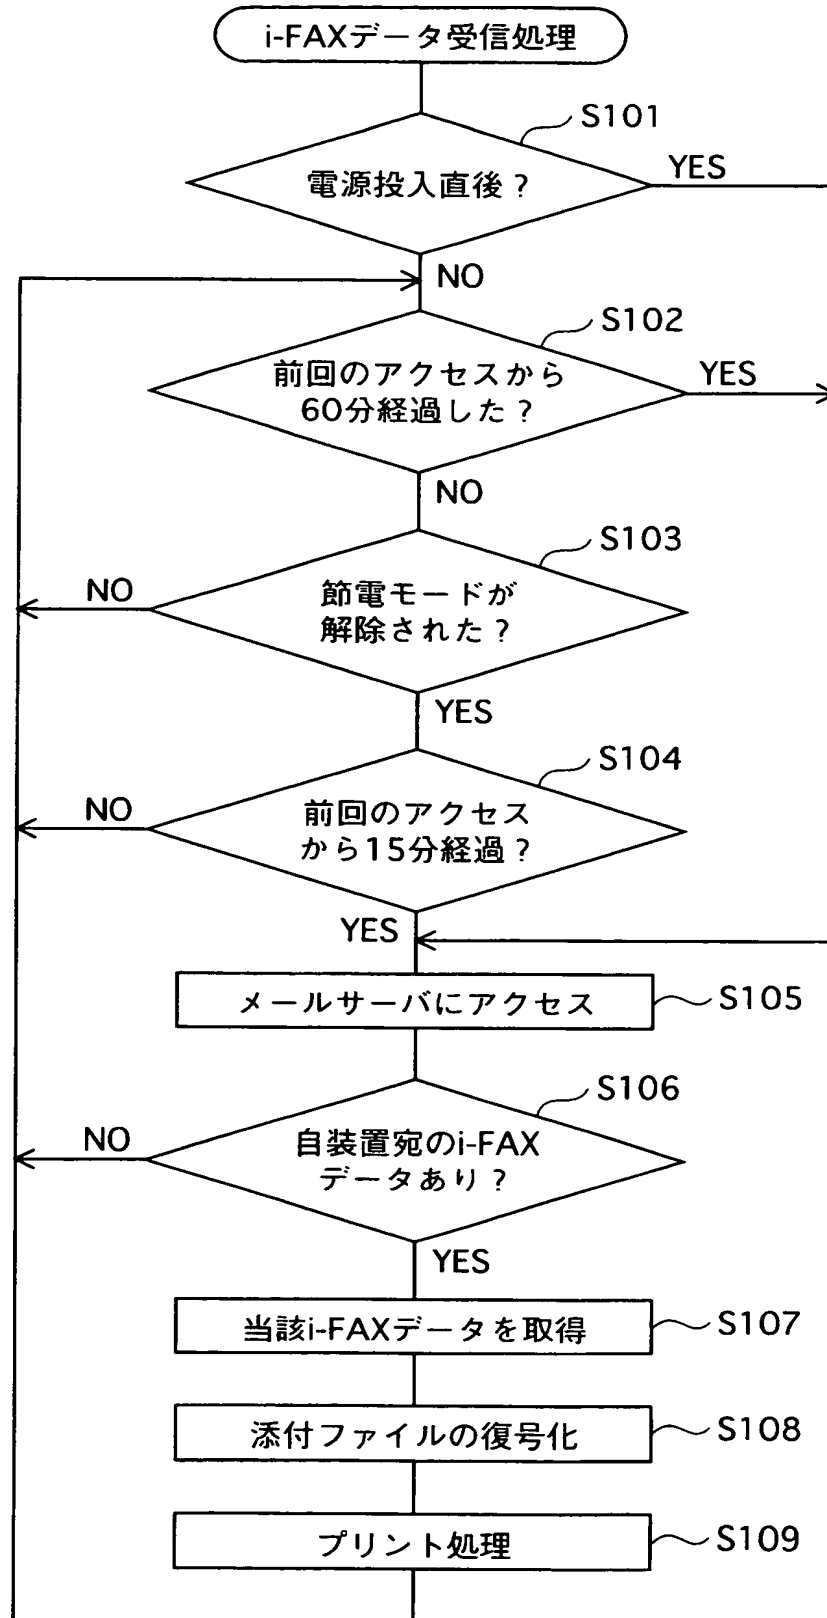 i-FAXデータ受信処理
S101
電源投入直後？
YES
NO
S102
前回のアクセスから
60分経過した？
YES
NO
S103
節電モードが
解除された？
NO
YES
S104
前回のアクセス
から15分経過？
NO
YES
メールサーバにアクセス
S105
S106
自装置宛のi-FAX
データあり？
NO
YES
当該i-FAXデータを取得
S107
添付ファイルの復号化
S108
プリント処理
S109